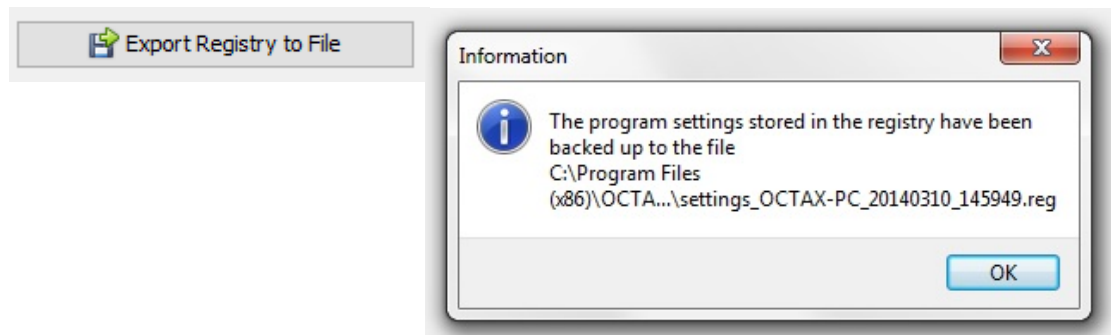 Export Registry to File
Information
The program settings stored in the registry have been
backed up to the file
C:\Program Files
(x86)\OCTA...\settings_OCTAX-PC_20140310_145949.reg
OK